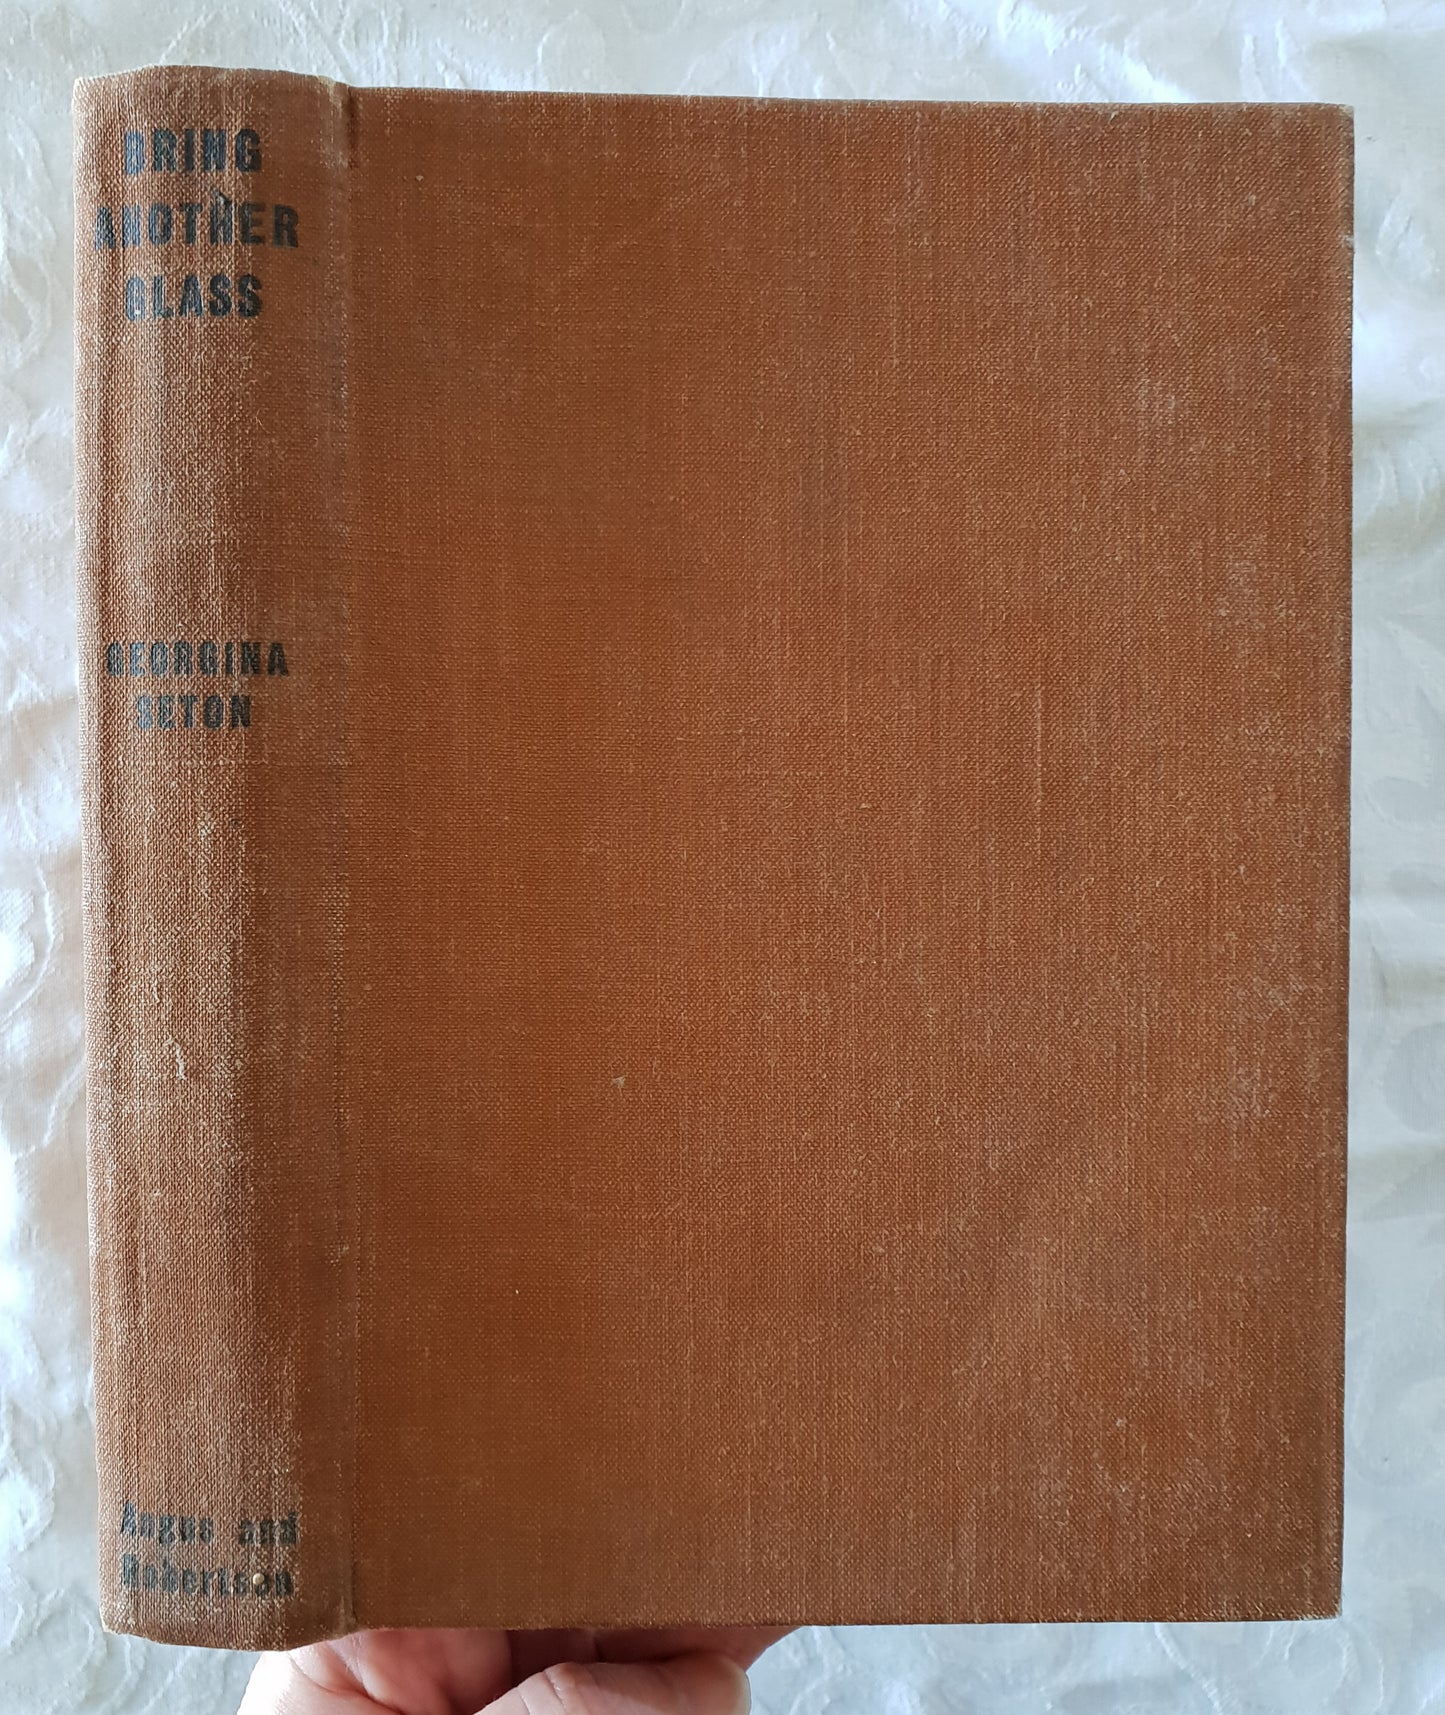 BRING
ANOTHER
GLASS
GEORGINA
SETON
Angus and
Robertson